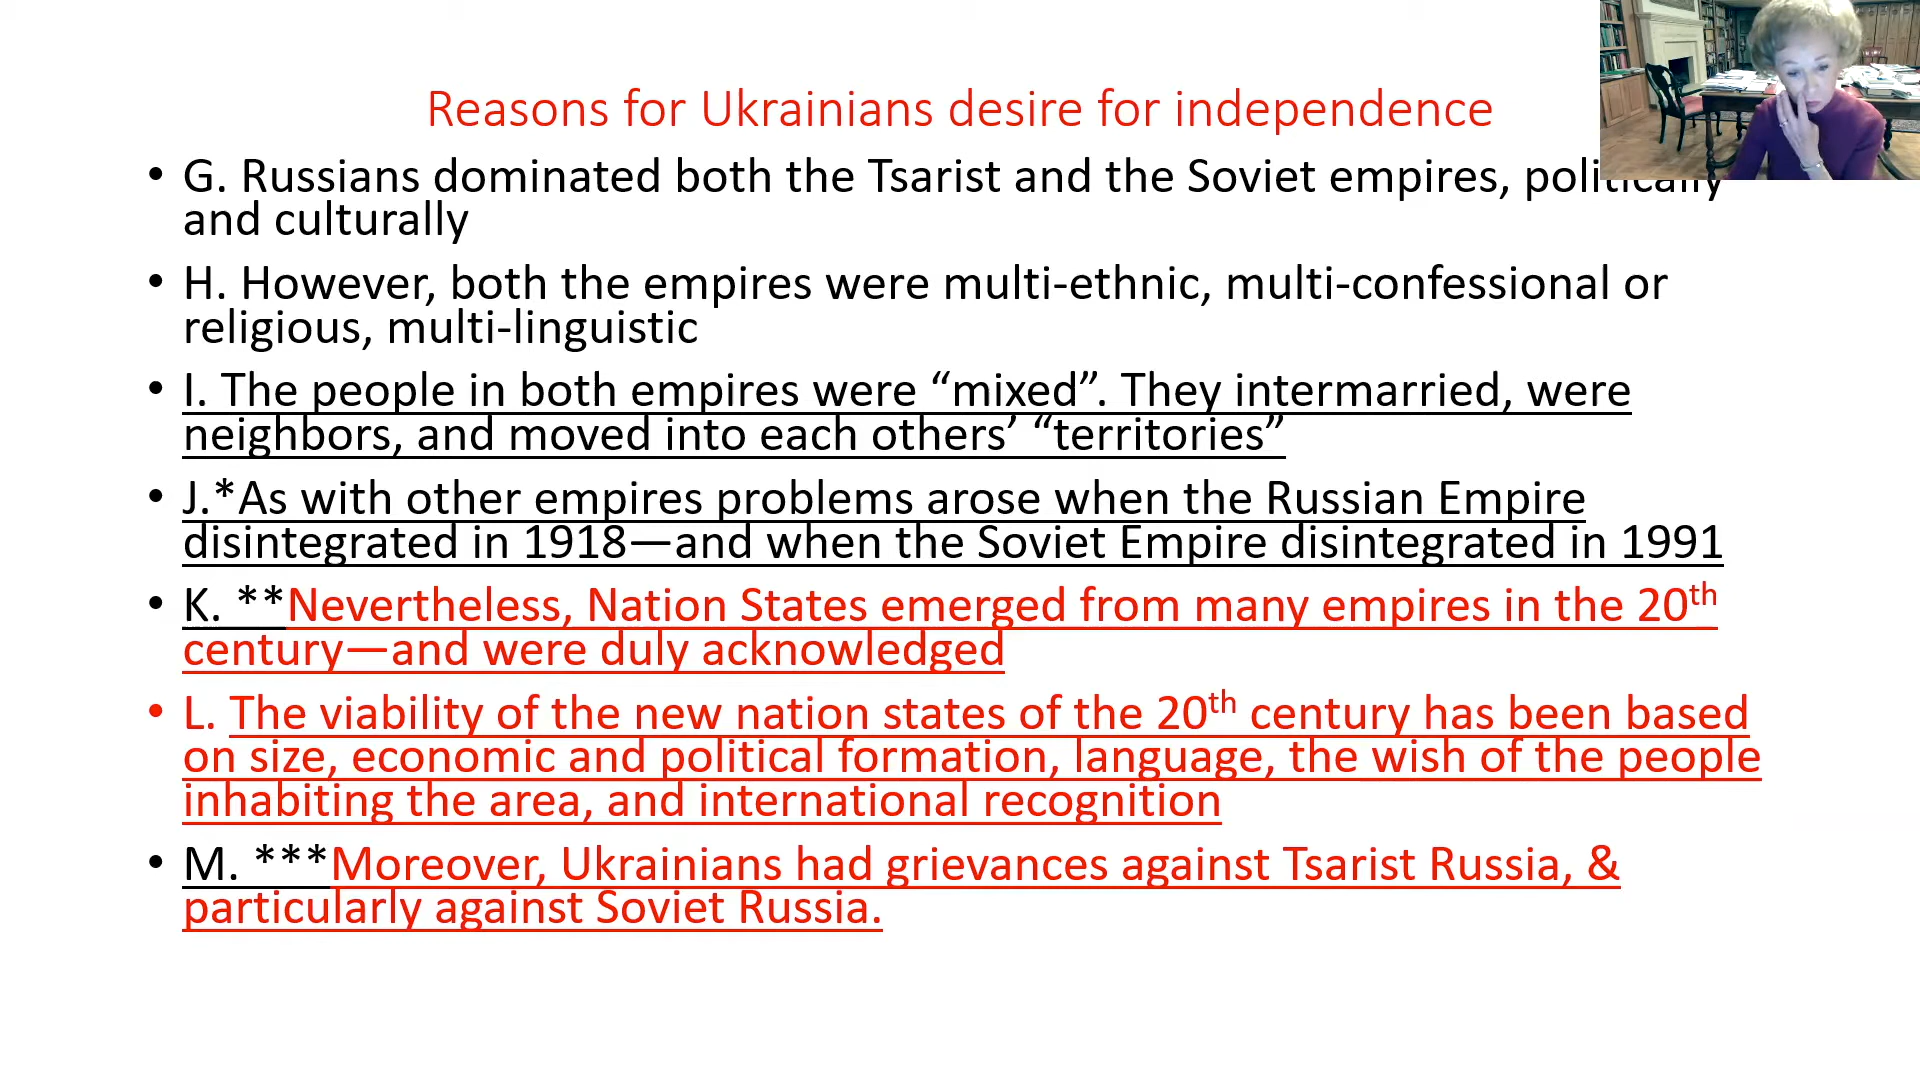 Reasons for Ukrainians desire for independence
• G. Russians dominated both the Tsarist and the Soviet empires, politically
and culturally
• H. However, both the empires were multi-ethnic, multi-confessional or
religious, multi-linguistic
• I. The people in both empires were “mixed”. They intermarried, were
neighbors, and moved into each others’ “territories”
• J.*As with other empires problems arose when the Russian Empire
disintegrated in 1918—and when the Soviet Empire disintegrated in 1991
• K. **Nevertheless, Nation States emerged from many empires in the 20th
century—and were duly acknowledged
• L. The viability of the new nation states of the 20th century has been based
on size, economic and political formation, language, the wish of the people
inhabiting the area, and international recognition
• M. ***Moreover, Ukrainians had grievances against Tsarist Russia, &
particularly against Soviet Russia.